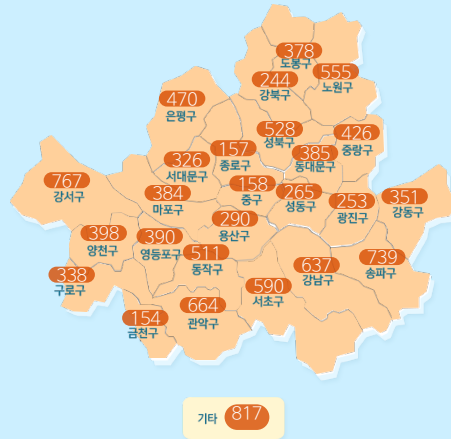 378
도봉구
555
노원구
244
강북구
470
은평구
528
성북구
426
중랑구
157
종로구
385
동대문구
326
서대문구
767
강서구
384
마포구
158
중구
265
성동구
253
광진구
351
강동구
290
용산구
398
양천구
390
영등포구
511
동작구
739
송파구
637
강남구
338
구로구
590
서초구
664
관악구
154
금천구
기타 817